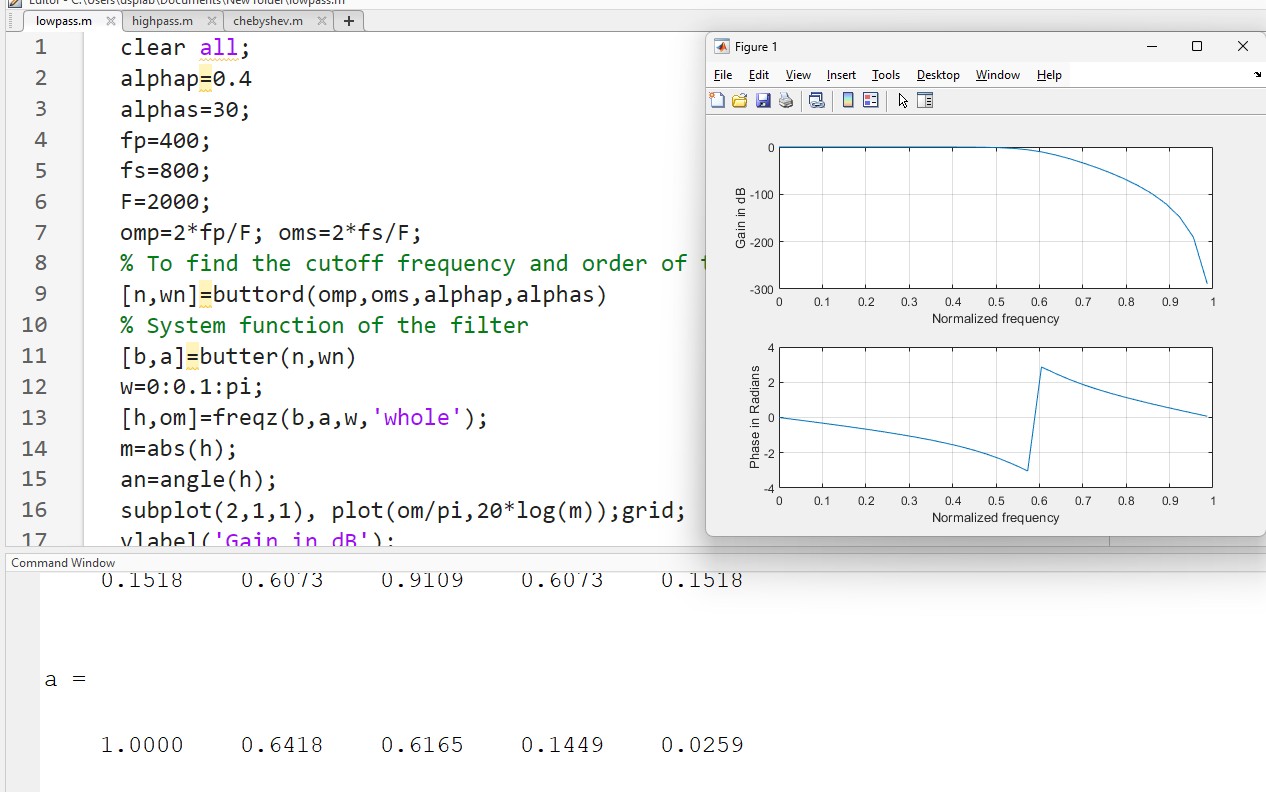 Editor - C:\Users\dsplab\Documents\New folder\lowpass.m
lowpass.m × highpass.m × chebyshev.m × +
1 clear all;
2 alphap=0.4
3 alphas=30;
4 fp=400;
5 fs=800;
6 F=2000;
7 omp=2*fp/F; oms=2*fs/F;
8 % To find the cutoff frequency and order of
9 [n,wn]=buttord(omp,oms,alphap,alphas)
10 % System function of the filter
11 [b,a]=butter(n,wn)
12 w=0:0.1:pi;
13 [h,om]=freqz(b,a,w,'whole');
14 m=abs(h);
15 an=angle(h);
16 subplot(2,1,1), plot(om/pi,20*log(m));grid;
17 ylabel('Gain in dB');
Figure 1
File Edit View Insert Tools Desktop Window Help
Gain in dB
0
-100
-200
-300
0 0.1 0.2 0.3 0.4 0.5 0.6 0.7 0.8 0.9 1
Normalized frequency
Phase in Radians
4
2
0
-2
-4
0 0.1 0.2 0.3 0.4 0.5 0.6 0.7 0.8 0.9 1
Normalized frequency
Command Window
0.1518 0.6073 0.9109 0.6073 0.1518
a =
1.0000 0.6418 0.6165 0.1449 0.0259